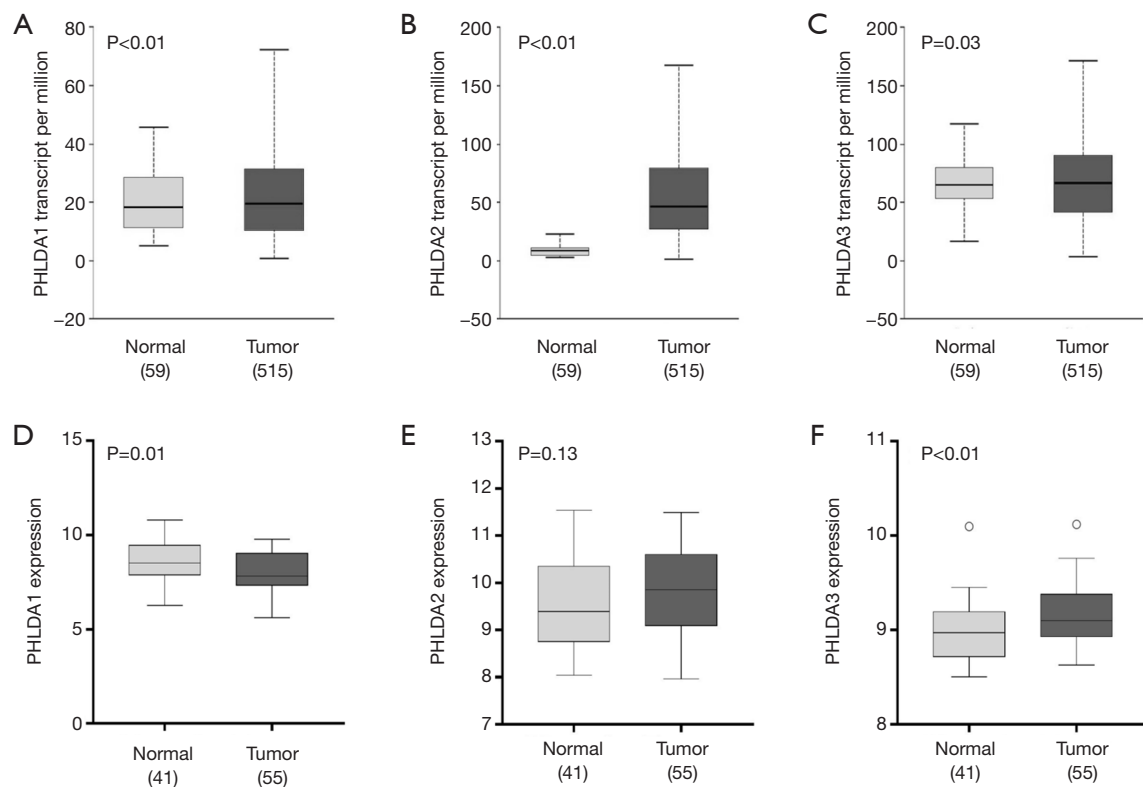 A
P<0.01
PHLDA1 transcript per million
80
60
40
20
0
−20
Normal
(59)
Tumor
(515)
B
P<0.01
PHLDA2 transcript per million
200
150
100
50
0
−50
Normal
(59)
Tumor
(515)
C
P=0.03
PHLDA3 transcript per million
200
150
100
50
0
−50
Normal
(59)
Tumor
(515)
D
P=0.01
PHLDA1 expression
15
10
5
0
Normal
(41)
Tumor
(55)
E
P=0.13
PHLDA2 expression
13
12
11
10
9
8
7
Normal
(41)
Tumor
(55)
F
P<0.01
PHLDA3 expression
11
10
9
8
Normal
(41)
Tumor
(55)